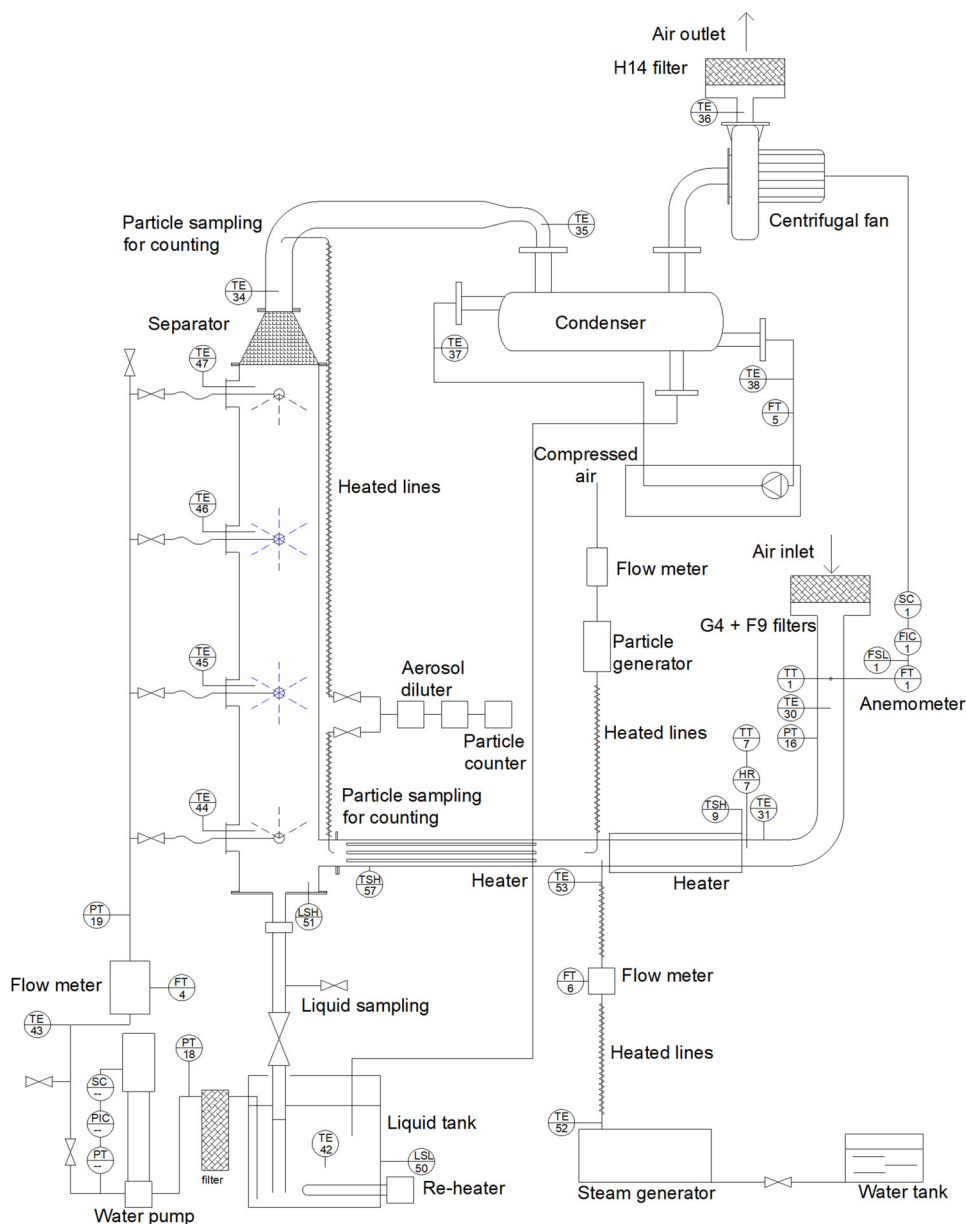 Air outlet
H14 filter
TE
36
Centrifugal fan
Particle sampling
for counting
TE
35
TE
34
Separator
Condenser
TE
37
TE
38
TE
47
FT
5
Compressed
air
Heated lines
TE
46
Air inlet
Flow meter
SC
1
G4 + F9 filters
FIC
1
Particle
generator
FSL
1
TT
1
FT
1
TE
45
Aerosol
diluter
Anemometer
TE
30
Heated lines
TT
7
PT
16
Particle
counter
HR
7
Particle sampling
for counting
TE
44
TSH
9
TE
31
TSH
57
Heater
Heater
TE
53
LSH
51
PT
19
Flow meter
FT
4
FT
6
Flow meter
Liquid sampling
TE
43
PT
18
Heated lines
SC
--
PIC
--
PT
--
Liquid tank
TE
52
TE
42
LSL
50
filter
Re-heater
Steam generator
Water tank
Water pump